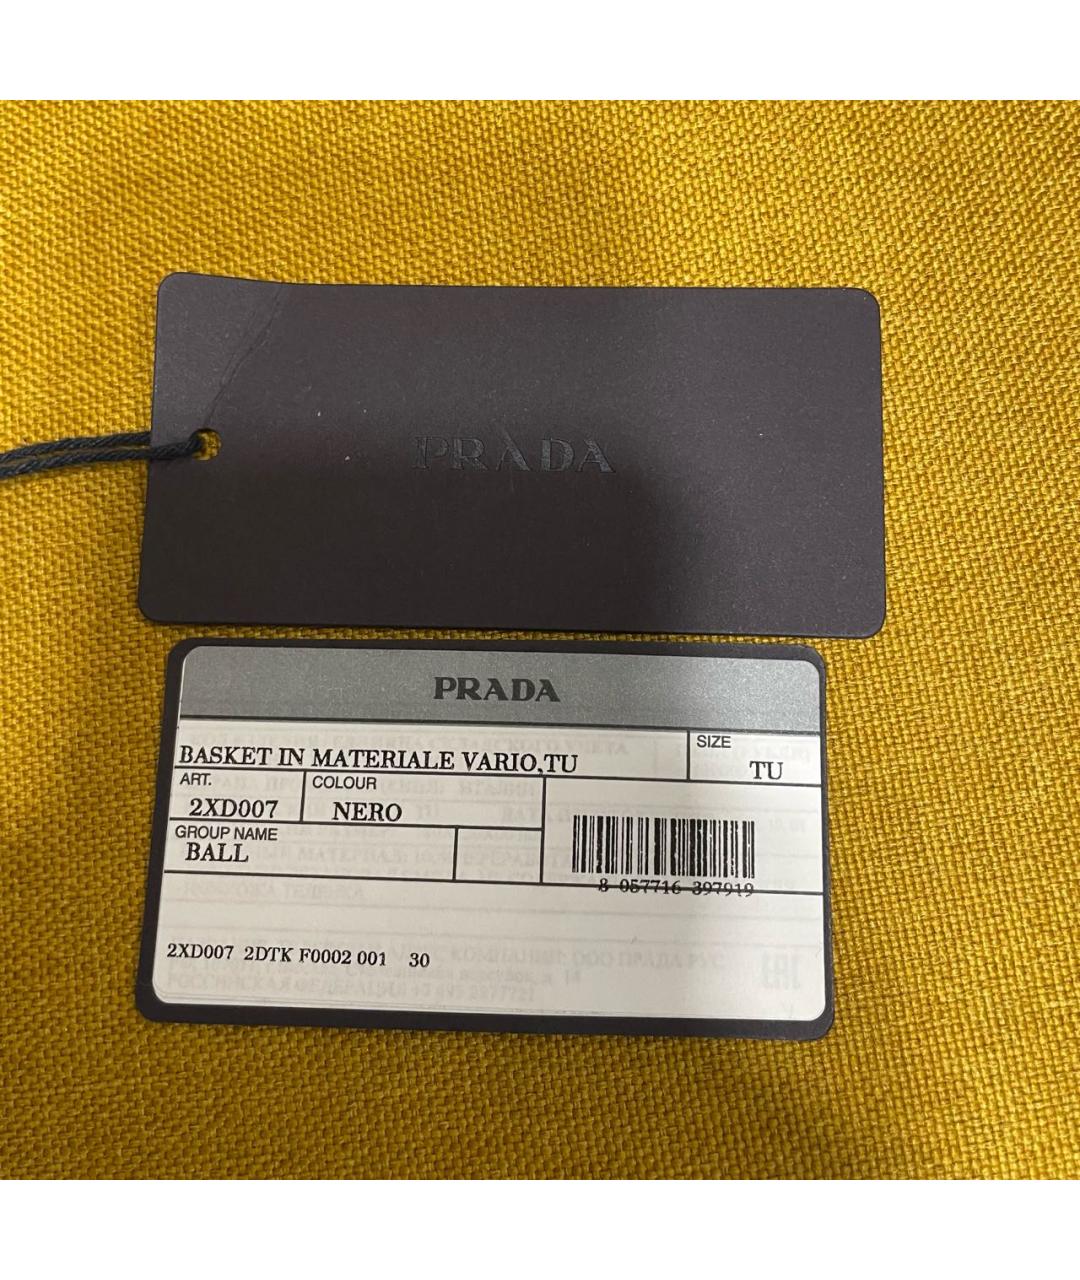 PRADA
PRADA
BASKET IN MATERIALE VARIO,TU
SIZE
TU
ART.
2XD007
COLOUR
NERO
GROUP NAME
BALL
8 057716 397919
2XD007 2DTK F0002 001 30